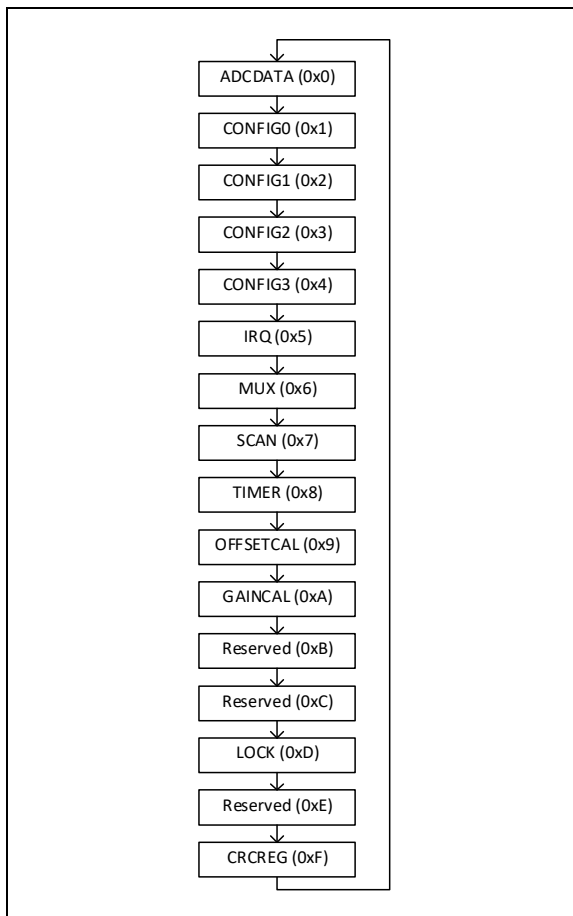 ADCDATA (0x0)
CONFIG0 (0x1)
CONFIG1 (0x2)
CONFIG2 (0x3)
CONFIG3 (0x4)
IRQ (0x5)
MUX (0x6)
SCAN (0x7)
TIMER (0x8)
OFFSETCAL (0x9)
GAINCAL (0xA)
Reserved (0xB)
Reserved (0xC)
LOCK (0xD)
Reserved (0xE)
CRCREG (0xF)